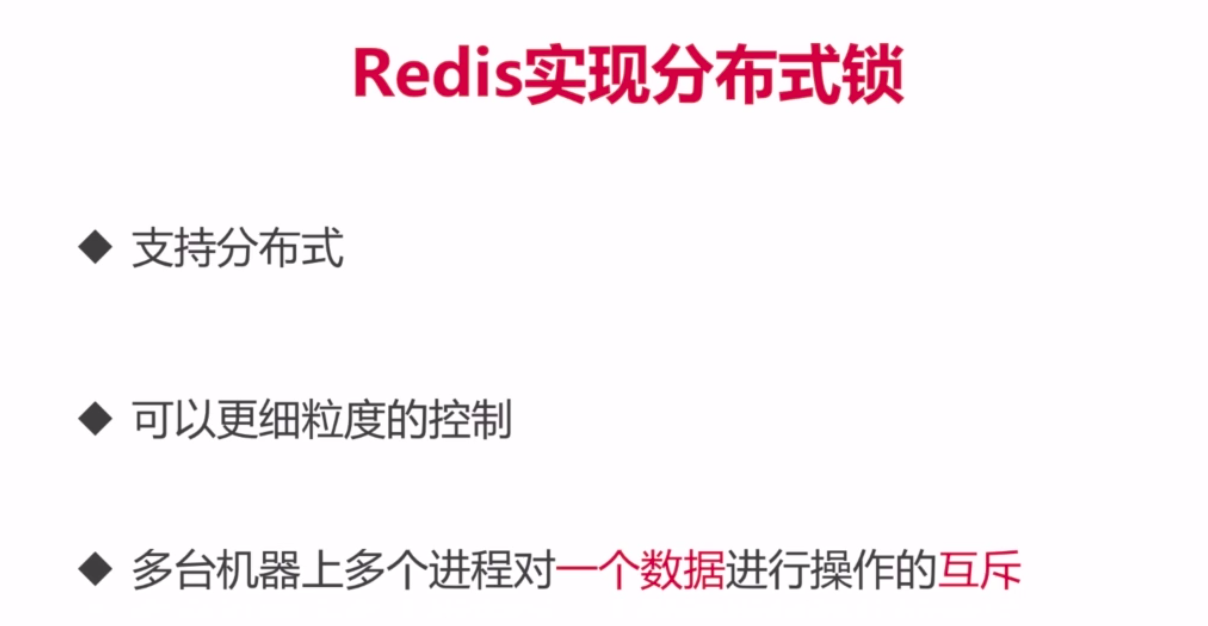 Redis实现分布式锁
◆ 支持分布式
◆ 可以更细粒度的控制
◆ 多台机器上多个进程对一个数据进行操作的互斥